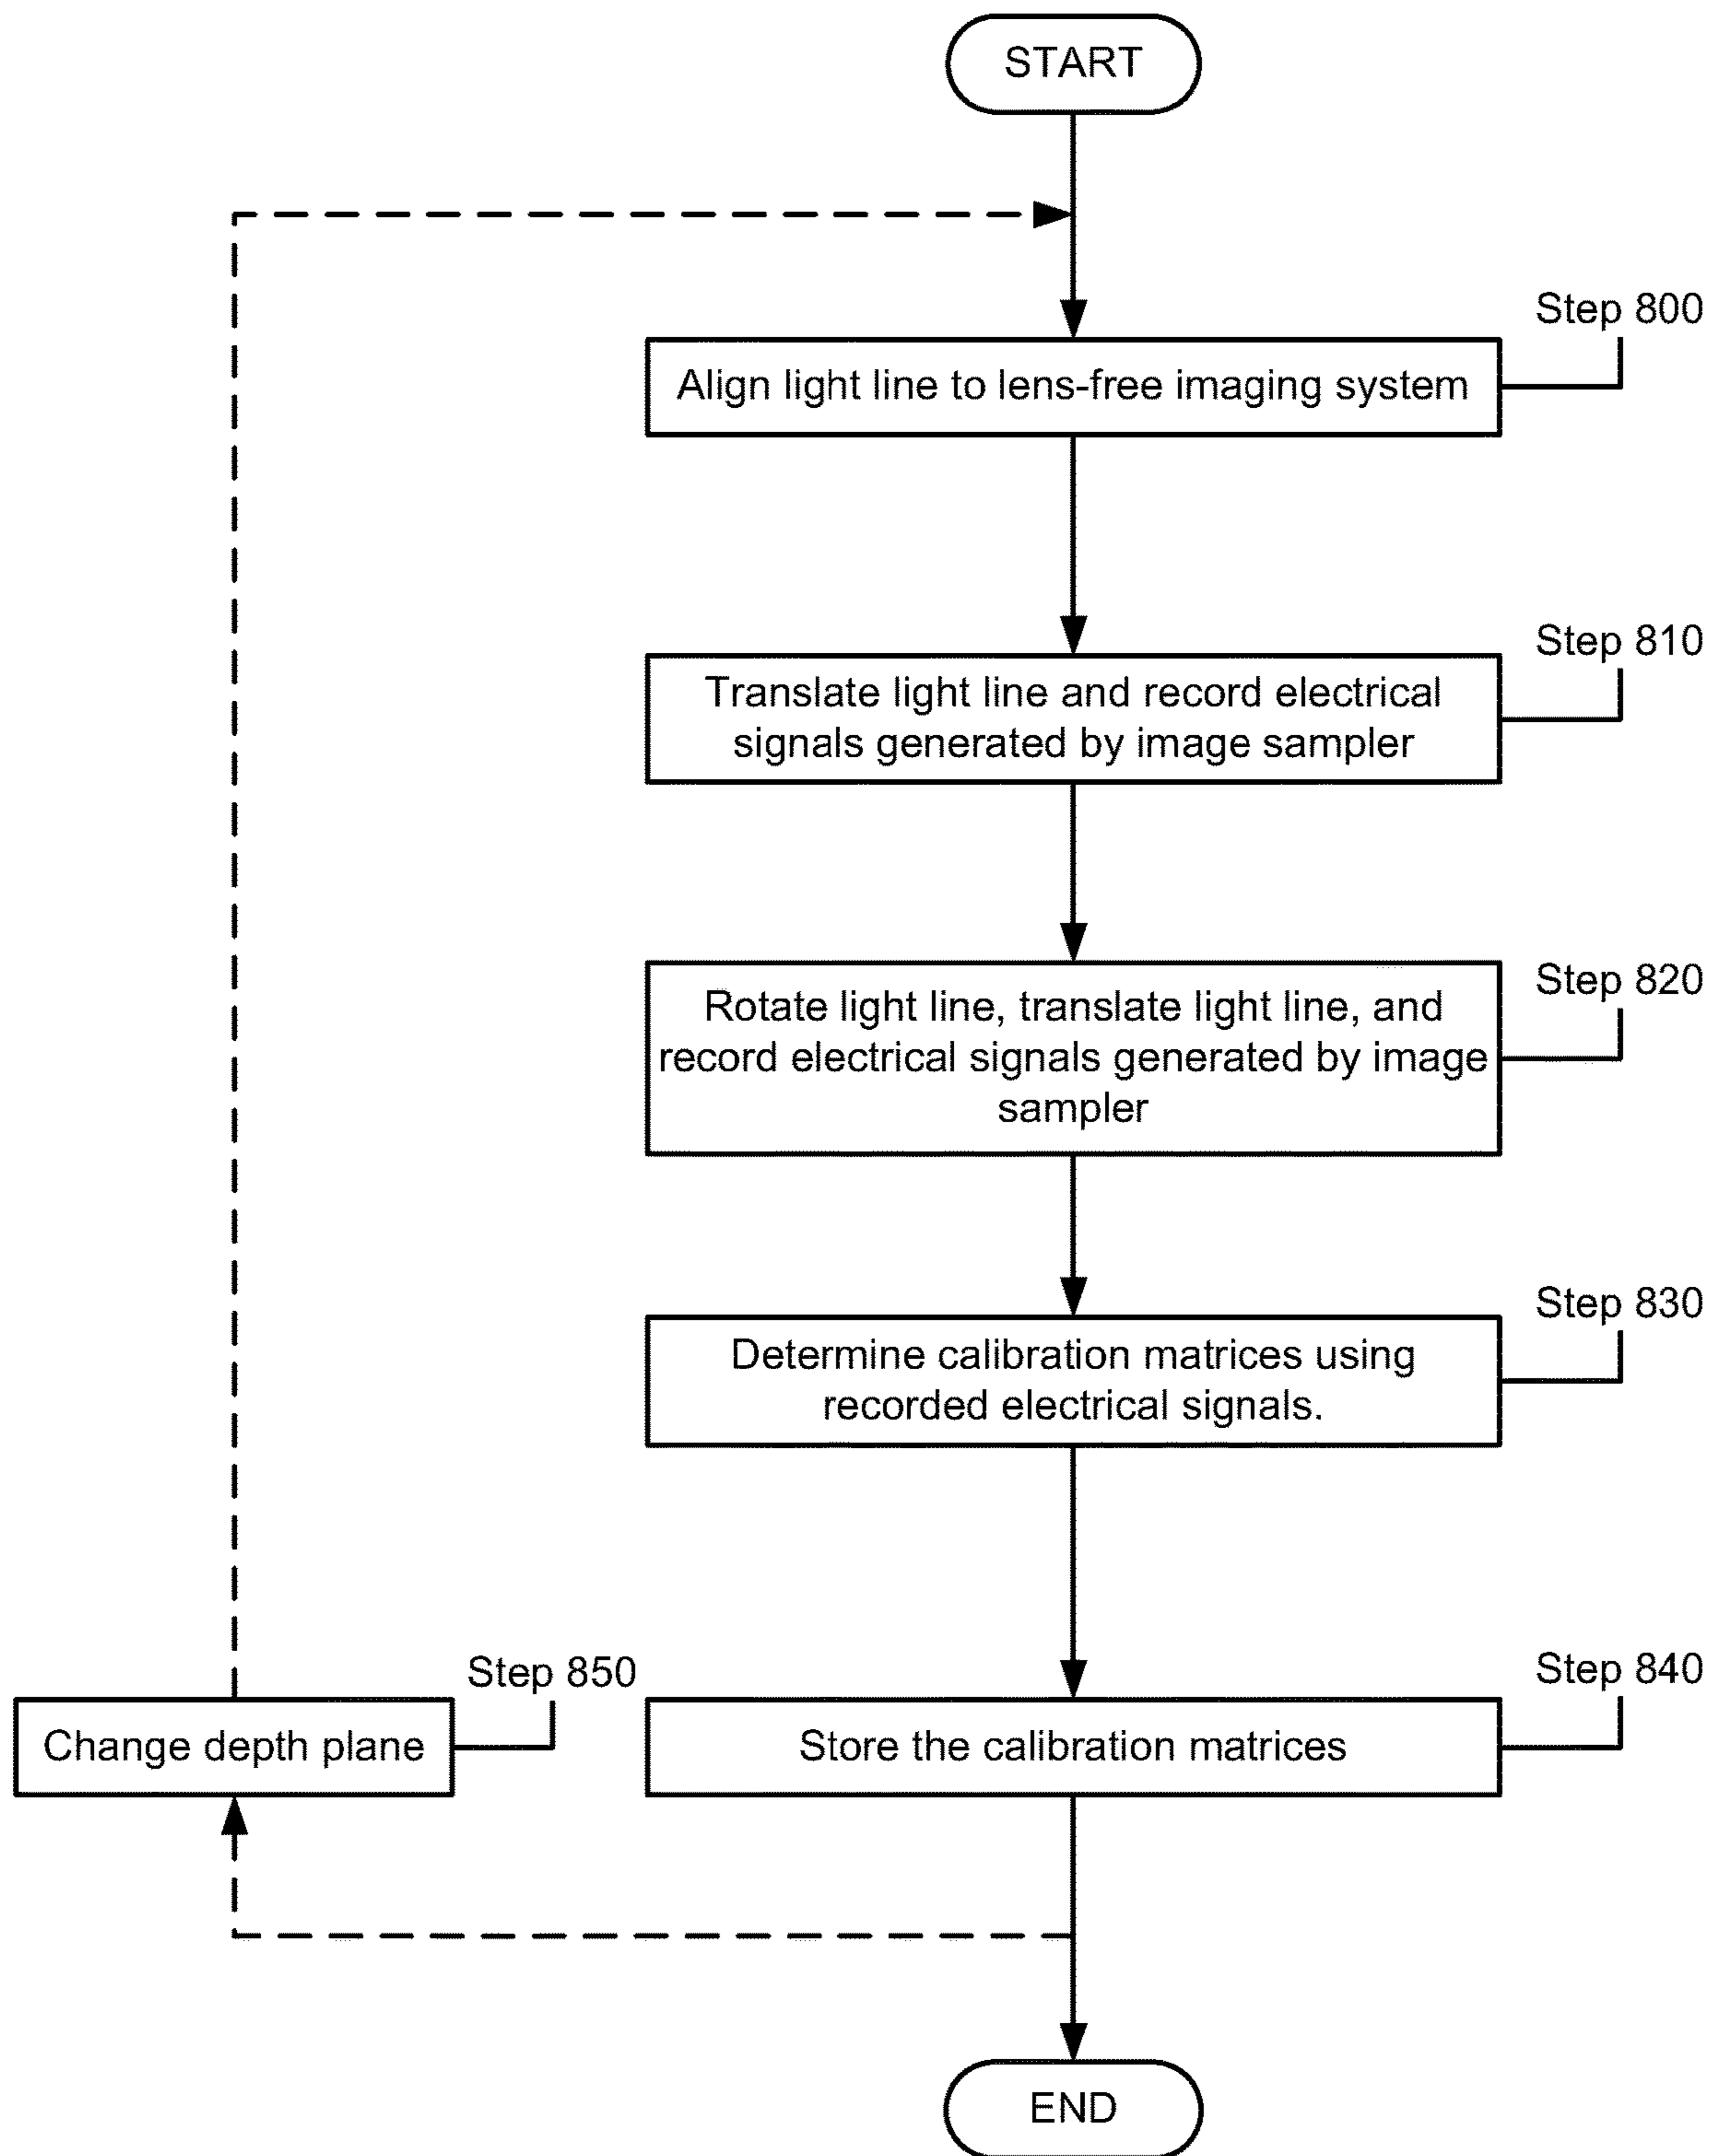 START
Step 800
Align light line to lens-free imaging system
Step 810
Translate light line and record electrical
signals generated by image sampler
Step 820
Rotate light line, translate light line, and
record electrical signals generated by image
sampler
Step 830
Determine calibration matrices using
recorded electrical signals.
Step 850
Change depth plane
Step 840
Store the calibration matrices
END